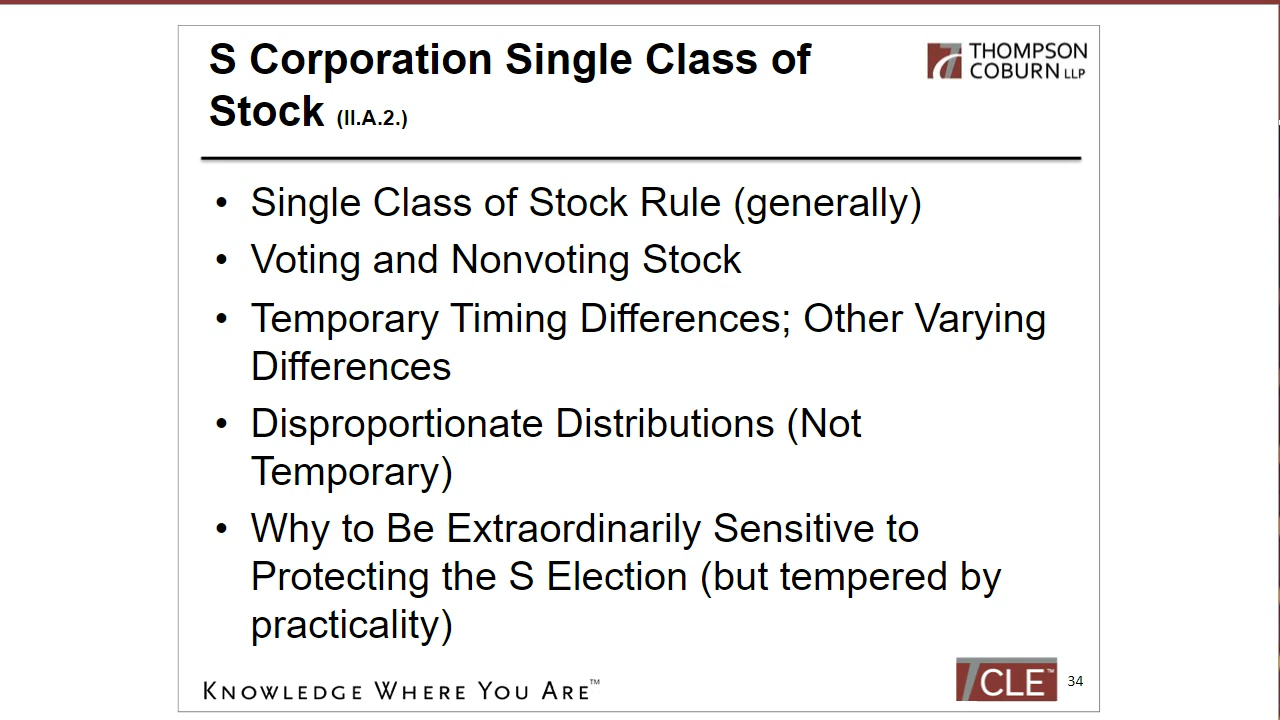 S Corporation Single Class of
Stock (II.A.2.)
THOMPSON
COBURN LLP
• Single Class of Stock Rule (generally)
• Voting and Nonvoting Stock
• Temporary Timing Differences; Other Varying
Differences
• Disproportionate Distributions (Not
Temporary)
• Why to Be Extraordinarily Sensitive to
Protecting the S Election (but tempered by
practicality)
KNOWLEDGE WHERE YOU ARE™
CLE™
34